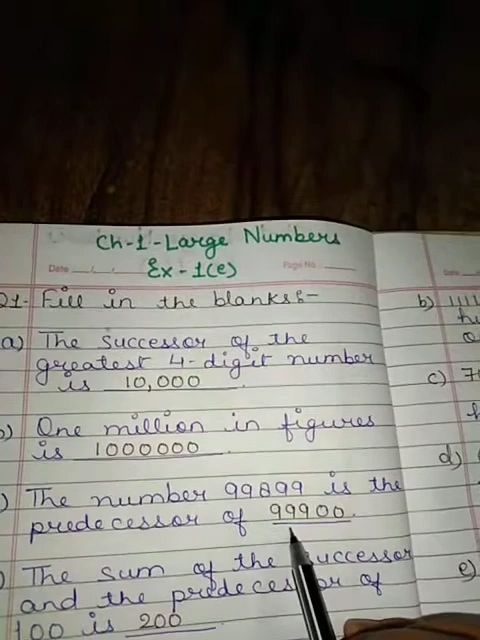 Ch-1-Large Numbers
Date
Ex-1(e)
Page No.
Q1- Fill in the blanks:-
a) The successor of the
greatest 4-digit number
is 10,000.
b) One million in figures
is 1000000.
) The number 99899 is the
predecessor of 99900.
) The sum of the successor
and the predecessor of
100 is 200
Date
b) 1111
c)
d)
e)